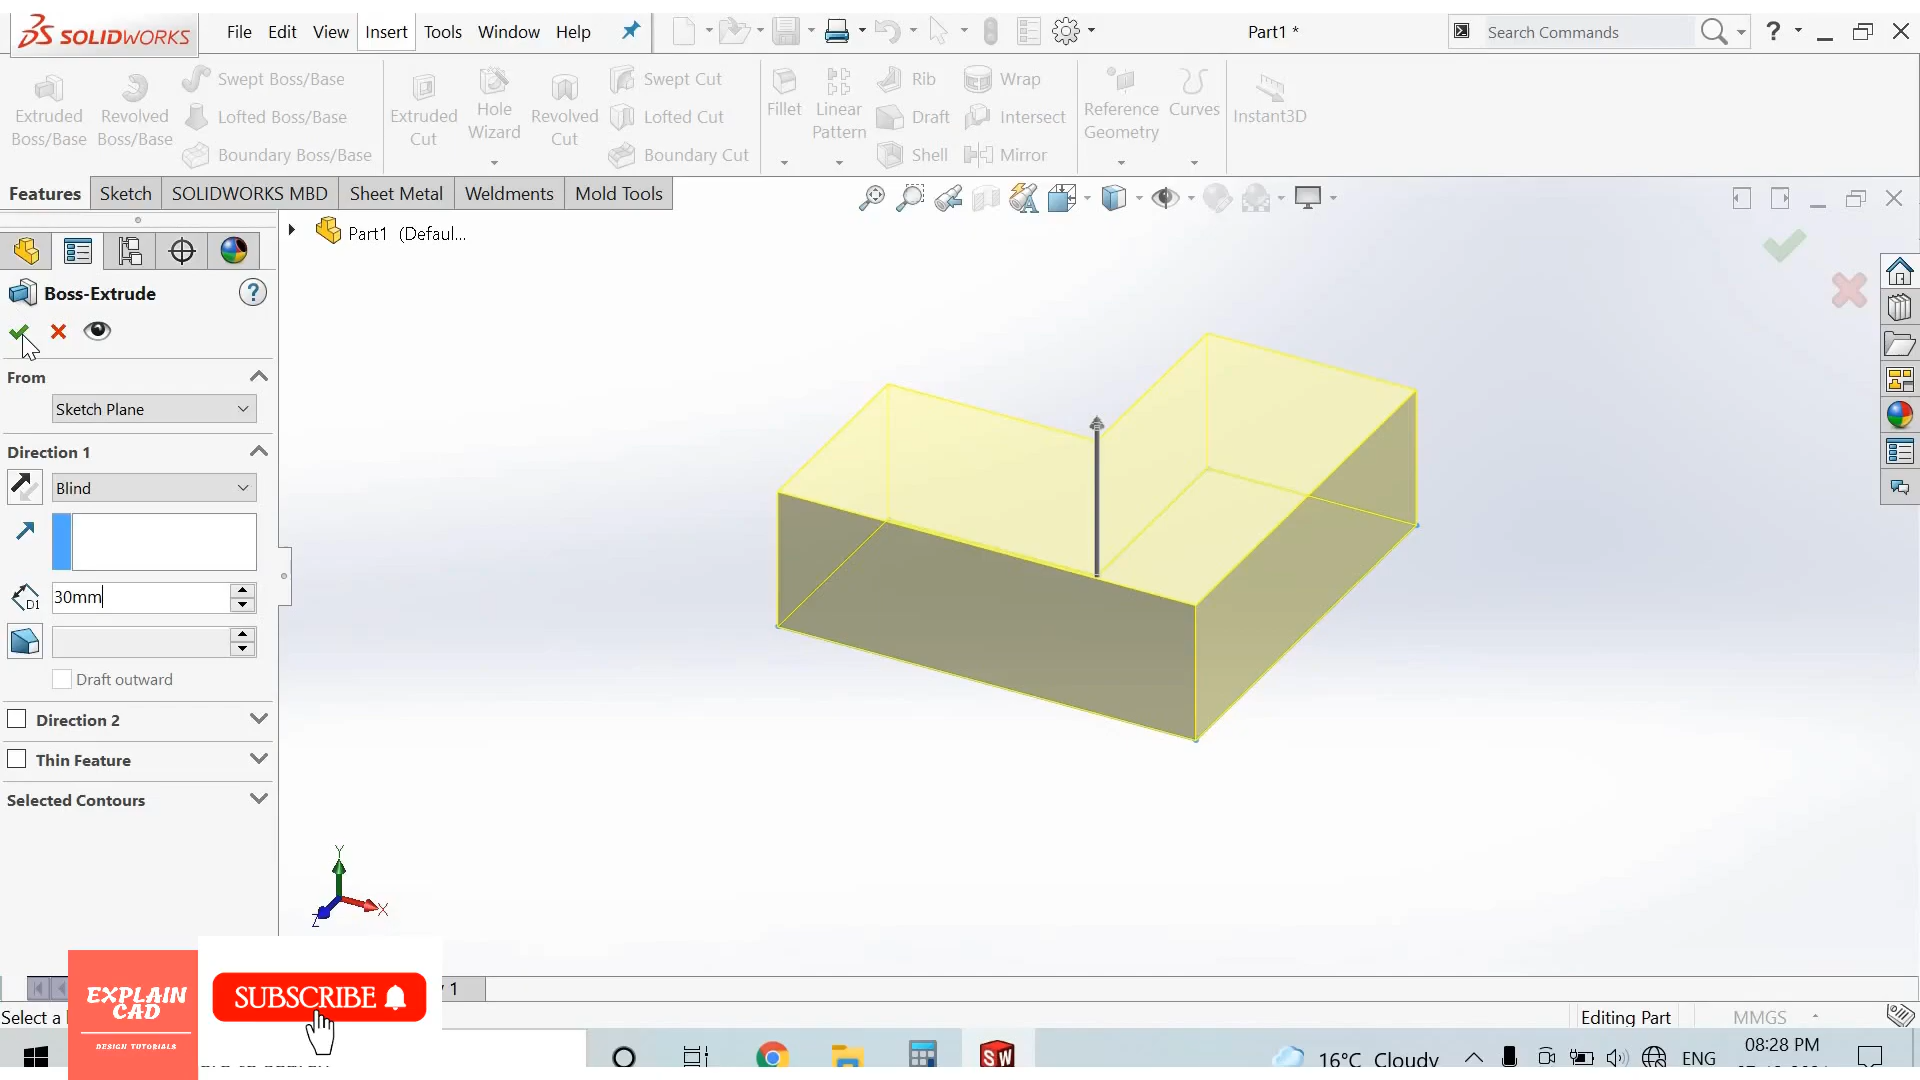 SOLIDWORKS File Edit View Insert Tools Window Help Part1 * Search Commands ?
Extruded Boss/Base
Revolved Boss/Base
Swept Boss/Base
Lofted Boss/Base
Boundary Boss/Base
Extruded Cut
Hole Wizard
Revolved Cut
Swept Cut
Lofted Cut
Boundary Cut
Fillet
Linear Pattern
Rib
Draft
Shell
Wrap
Intersect
Mirror
Reference Geometry
Curves
Instant3D
Features Sketch SOLIDWORKS MBD Sheet Metal Weldments Mold Tools
Part1 (Defaul...
Boss-Extrude ?
From
Sketch Plane
Direction 1
Blind
D1 30mm
Draft outward
Direction 2
Thin Feature
Selected Contours
Y
X
Z
1
Select a
Editing Part MMGS
EXPLAIN
CAD
DESIGN TUTORIALS
SUBSCRIBE
SW
16°C Cloudy
ENG
08:28 PM